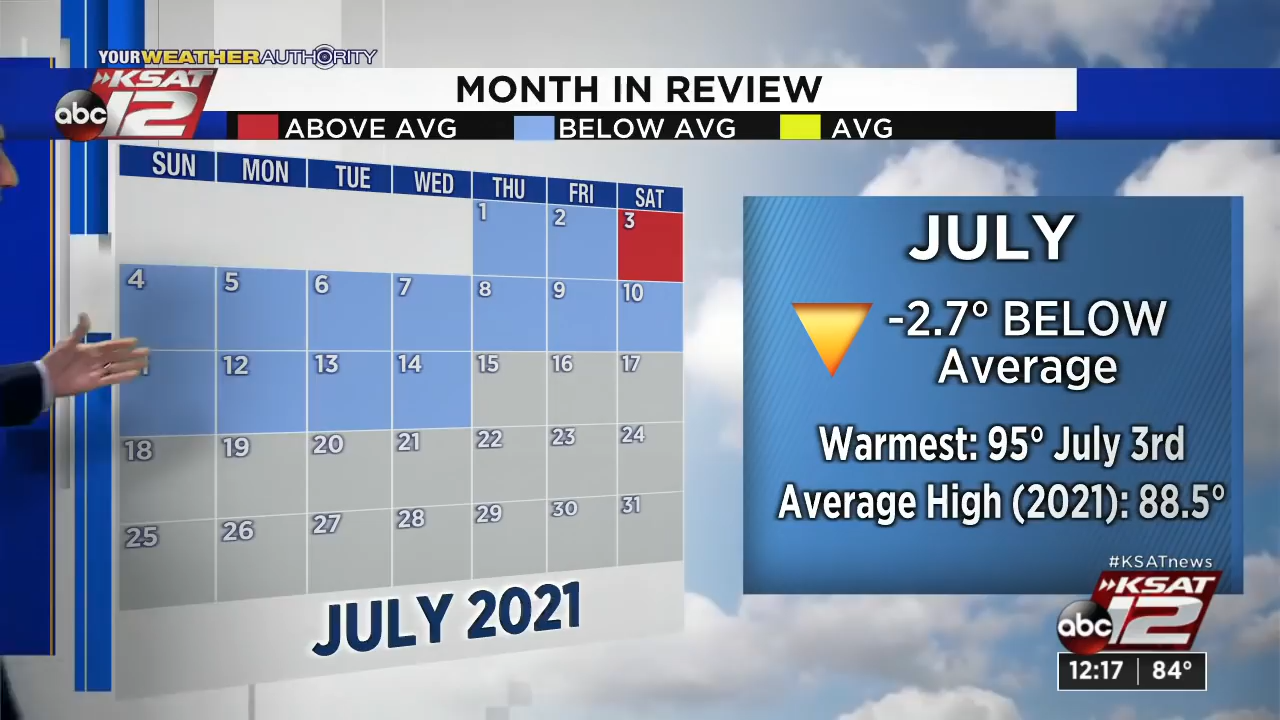 YOURWEATHERAUTHORITY
KSAT
abc 12
MONTH IN REVIEW
ABOVE AVG BELOW AVG AVG
SUN MON TUE WED THU FRI SAT
1 2 3
4 5 6 7 8 9 10
12 13 14 15 16 17
18 19 20 21 22 23 24
25 26 27 28 29 30 31
JULY 2021
JULY
-2.7° BELOW
Average
Warmest: 95° July 3rd
Average High (2021): 88.5°
#KSATnews
KSAT
abc 12
12:17 84°